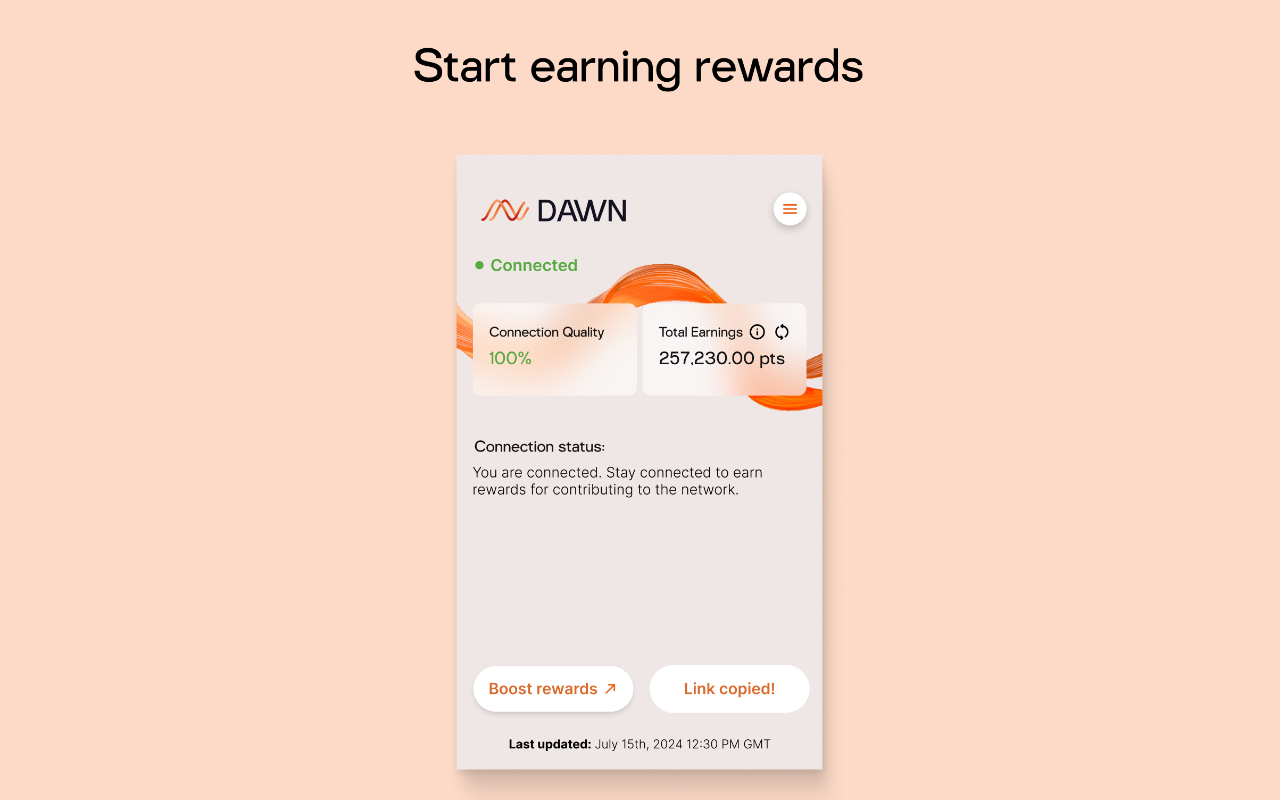 Start earning rewards
DAWN
Connected
Connection Quality
100%
Total Earnings
257,230.00 pts
Connection status:
You are connected. Stay connected to earn
rewards for contributing to the network.
Boost rewards
Link copied!
Last updated: July 15th, 2024 12:30 PM GMT